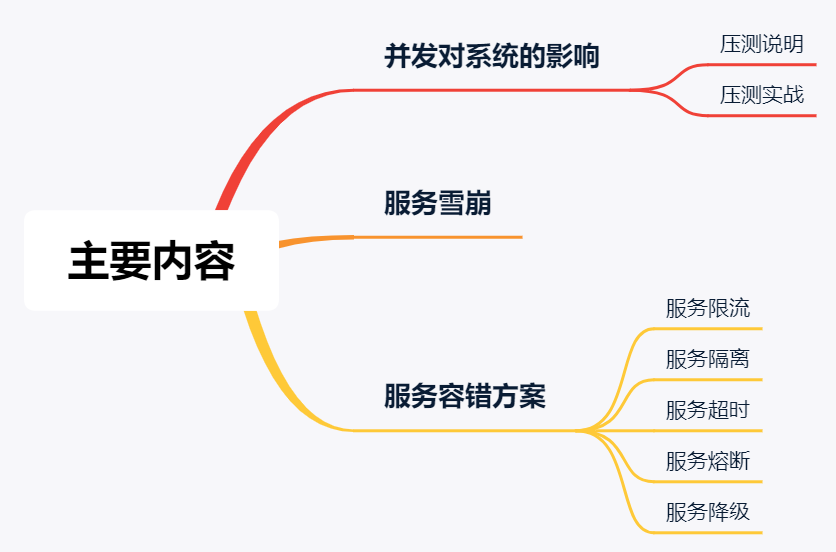 主要内容
并发对系统的影响
压测说明
压测实战
服务雪崩
服务容错方案
服务限流
服务隔离
服务超时
服务熔断
服务降级